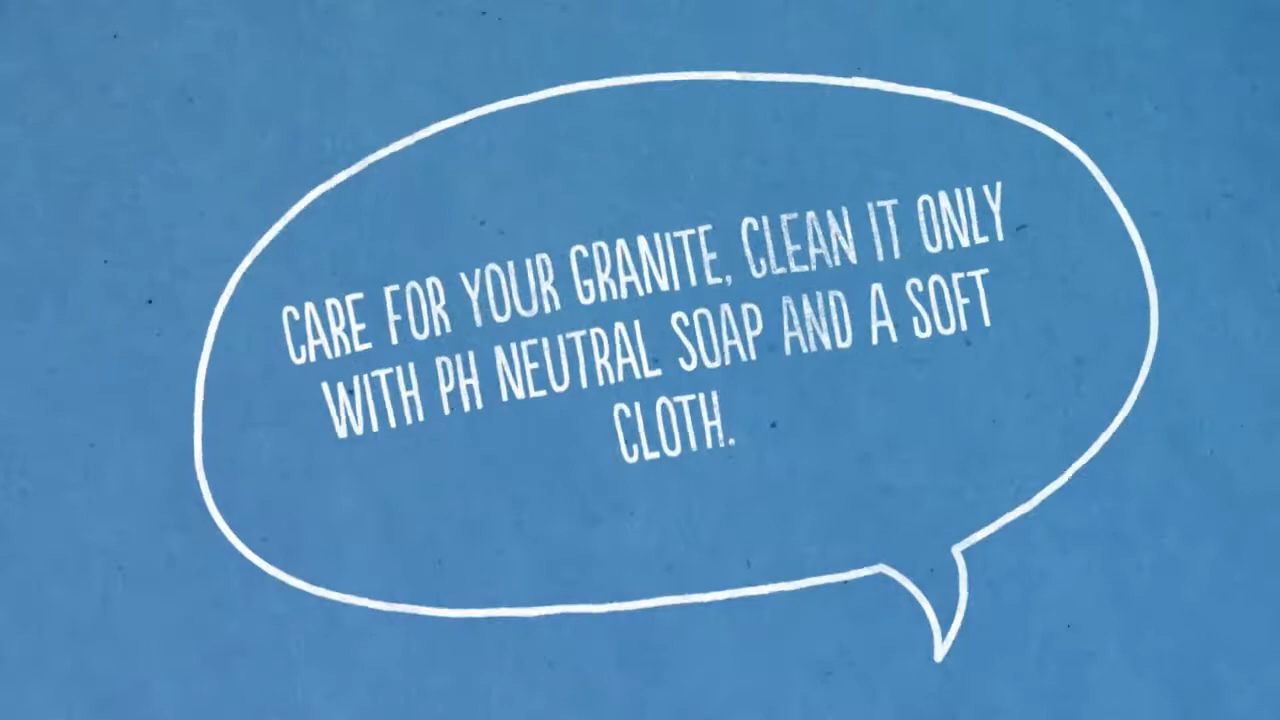 CARE FOR YOUR GRANITE, CLEAN IT ONLY
WITH PH NEUTRAL SOAP AND A SOFT
CLOTH.